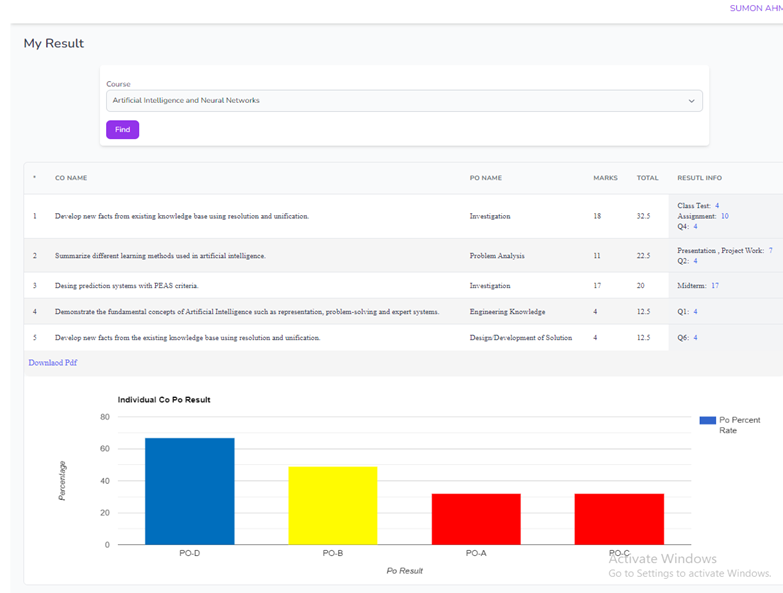 SUMON AHM
My Result
Course
Artificial Intelligence and Neural Networks
Find
* CO NAME PO NAME MARKS TOTAL RESUTL INFO
1 Develop new facts from existing knowledge base using resolution and unification. Investigation 18 32.5 Class Test: 4
Assignment: 10
Q4: 4
2 Summarize different learning methods used in artificial intelligence. Problem Analysis 11 22.5 Presentation , Project Work: 7
Q2: 4
3 Desing prediction systems with PEAS criteria. Investigation 17 20 Midterm: 17
4 Demonstrate the fundamental concepts of Artificial Intelligence such as representation, problem-solving and expert systems. Engineering Knowledge 4 12.5 Q1: 4
5 Develop new facts from the existing knowledge base using resolution and unification. Design/Development of Solution 4 12.5 Q6: 4
Downlaod Pdf
Individual Co Po Result
80
60
40
20
0
Percentage
PO-D PO-B PO-A PO-C
Po Result
Po Percent
Rate
Activate Windows
Go to Settings to activate Windows.